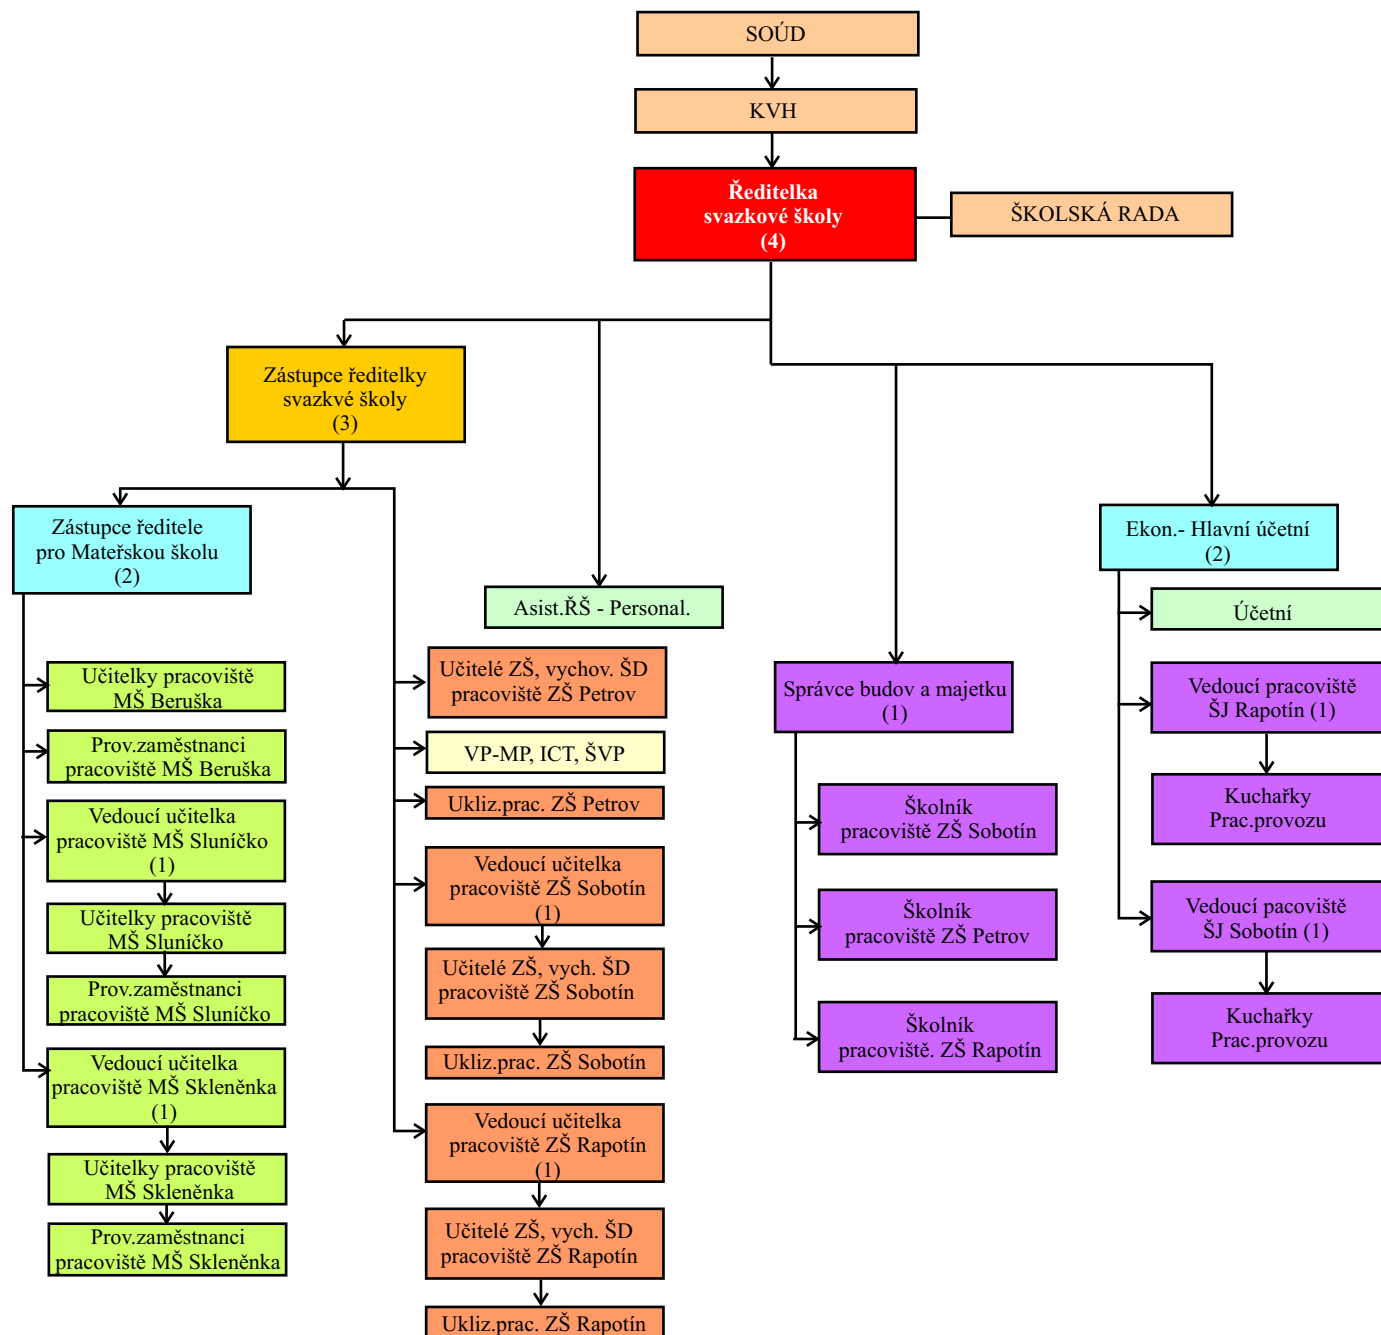 SOÚD
KVH
Ředitelka
svazkové školy
(4)
ŠKOLSKÁ RADA
Zástupce ředitelky
svazkvé školy
(3)
Zástupce ředitele
pro Mateřskou školu
(2)
Učitelky pracoviště
MŠ Beruška
Prov.zaměstnanci
pracoviště MŠ Beruška
Vedoucí učitelka
pracoviště MŠ Sluníčko
(1)
Učitelky pracoviště
MŠ Sluníčko
Prov.zaměstnanci
pracoviště MŠ Sluníčko
Vedoucí učitelka
pracoviště MŠ Skleněnka
(1)
Učitelky pracoviště
MŠ Skleněnka
Prov.zaměstnanci
pracoviště MŠ Skleněnka
Asist.ŘŠ - Personal.
Učitelé ZŠ, vychov. ŠD
pracoviště ZŠ Petrov
VP-MP, ICT, ŠVP
Ukliz.prac. ZŠ Petrov
Vedoucí učitelka
pracoviště ZŠ Sobotín
(1)
Učitelé ZŠ, vych. ŠD
pracoviště ZŠ Sobotín
Ukliz.prac. ZŠ Sobotín
Vedoucí učitelka
pracoviště ZŠ Rapotín
(1)
Učitelé ZŠ, vych. ŠD
pracoviště ZŠ Rapotín
Ukliz.prac. ZŠ Rapotín
Správce budov a majetku
(1)
Školník
pracoviště ZŠ Sobotín
Školník
pracoviště ZŠ Petrov
Školník
pracoviště. ZŠ Rapotín
Ekon.- Hlavní účetní
(2)
Účetní
Vedoucí pracoviště
ŠJ Rapotín (1)
Kuchařky
Prac.provozu
Vedoucí pacoviště
ŠJ Sobotín (1)
Kuchařky
Prac.provozu